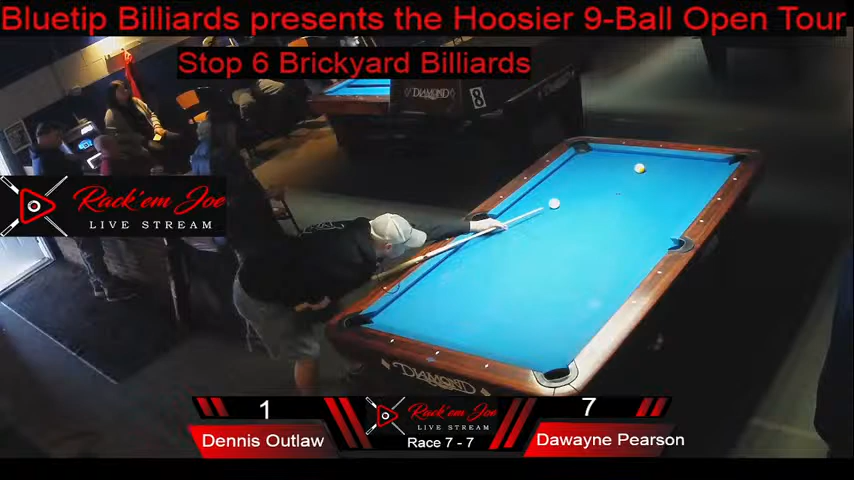 Bluetip Billiards presents the Hoosier 9-Ball Open Tour
Stop 6 Brickyard Billiards
DIAMOND
8
Rack'em Joe
LIVE STREAM
DIAMOND
1
Rack'em Joe
LIVE STREAM
7
Dennis Outlaw
Race 7 - 7
Dawayne Pearson